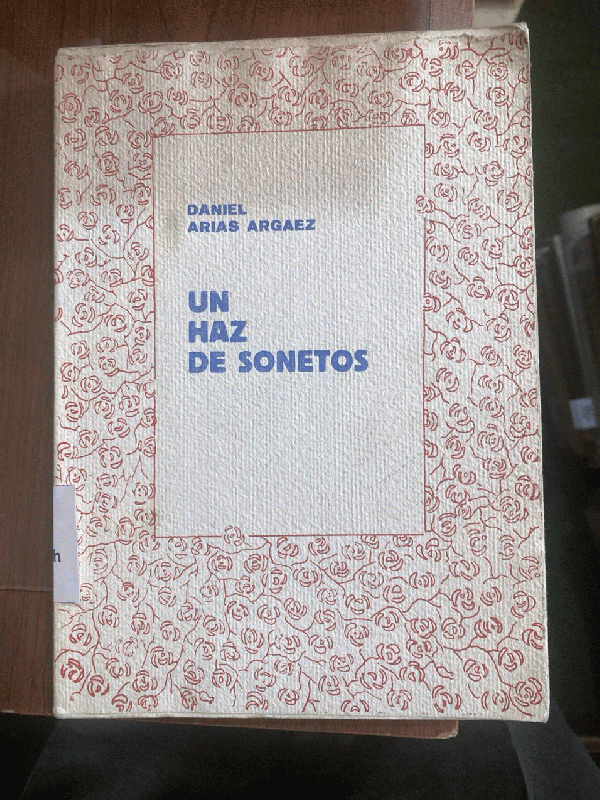 DANIEL
ARIAS ARGAEZ
UN
HAZ
DE SONETOS
h